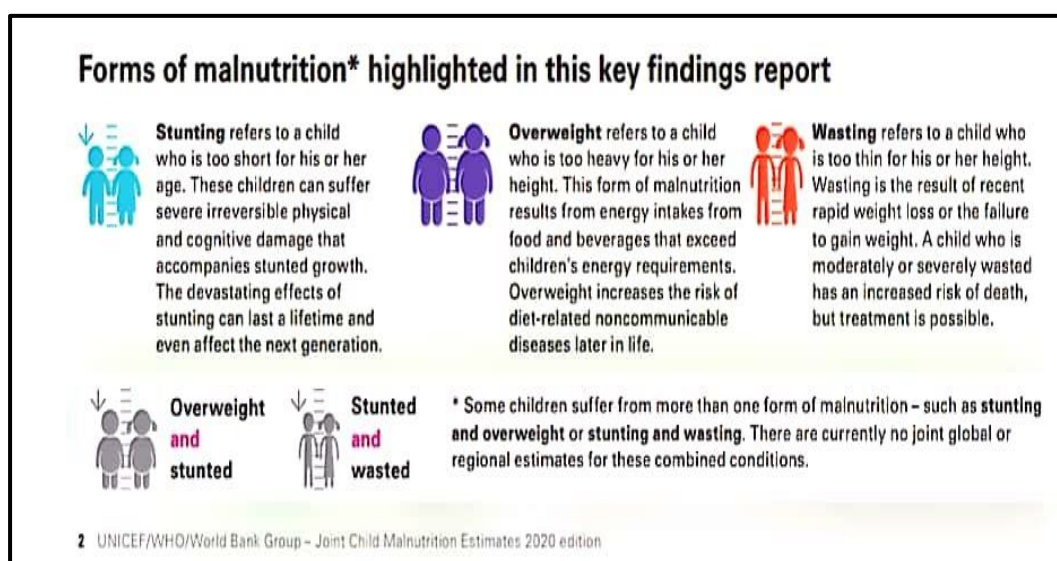 Forms of malnutrition* highlighted in this key findings report
Stunting refers to a child
who is too short for his or her
age. These children can suffer
severe irreversible physical
and cognitive damage that
accompanies stunted growth.
The devastating effects of
stunting can last a lifetime and
even affect the next generation.
Overweight refers to a child
who is too heavy for his or her
height. This form of malnutrition
results from energy intakes from
food and beverages that exceed
children's energy requirements.
Overweight increases the risk of
diet-related noncommunicable
diseases later in life.
Wasting refers to a child who
is too thin for his or her height.
Wasting is the result of recent
rapid weight loss or the failure
to gain weight. A child who is
moderately or severely wasted
has an increased risk of death,
but treatment is possible.
Overweight
and
stunted
Stunted
and
wasted
* Some children suffer from more than one form of malnutrition – such as stunting
and overweight or stunting and wasting. There are currently no joint global or
regional estimates for these combined conditions.
2 UNICEF/WHO/World Bank Group – Joint Child Malnutrition Estimates 2020 edition